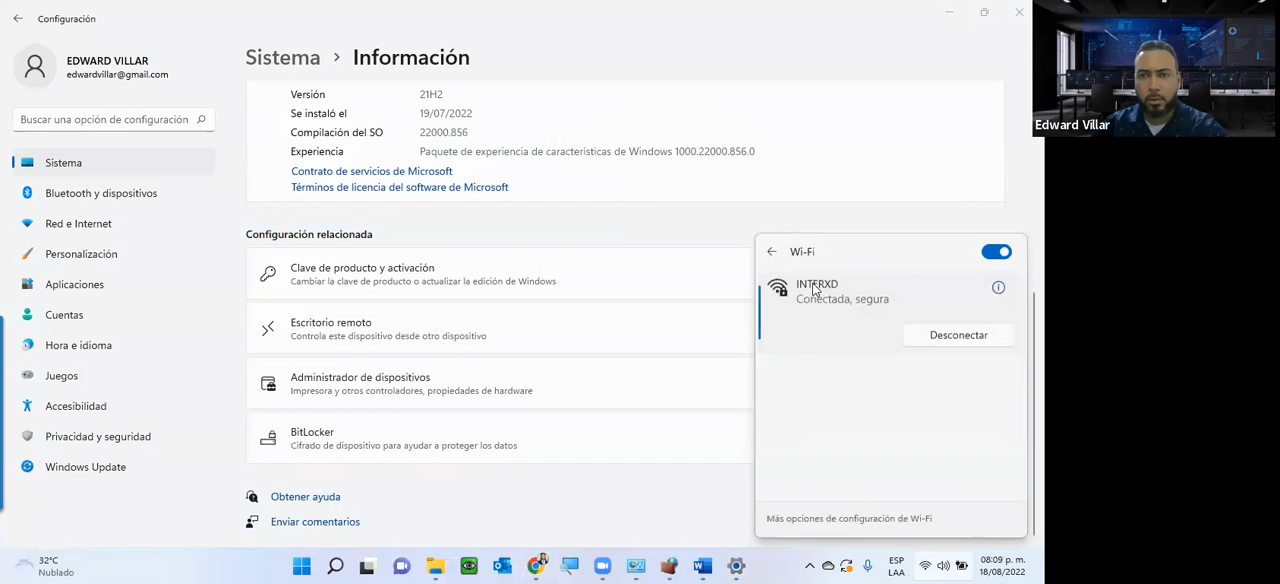 Configuración
EDWARD VILLAR
edwardvillar@gmail.com
Buscar una opción de configuración
Sistema
Bluetooth y dispositivos
Red e Internet
Personalización
Aplicaciones
Cuentas
Hora e idioma
Juegos
Accesibilidad
Privacidad y seguridad
Windows Update
Sistema > Información
Versión 21H2
Se instaló el 19/07/2022
Compilación del SO 22000.856
Experiencia Paquete de experiencia de características de Windows 1000.22000.856.0
Contrato de servicios de Microsoft
Términos de licencia del software de Microsoft
Configuración relacionada
Clave de producto y activación
Cambiar la clave de producto o actualizar la edición de Windows
Escritorio remoto
Controla este dispositivo desde otro dispositivo
Administrador de dispositivos
Impresora y otros controladores, propiedades de hardware
BitLocker
Cifrado de dispositivo para ayudar a proteger los datos
Obtener ayuda
Enviar comentarios
Wi-Fi
INTERXD
Conectada, segura
Desconectar
Más opciones de configuración de Wi-Fi
Edward Villar
32°C
Nublado
ESP
LAA
08:09 p. m.
18/08/2022